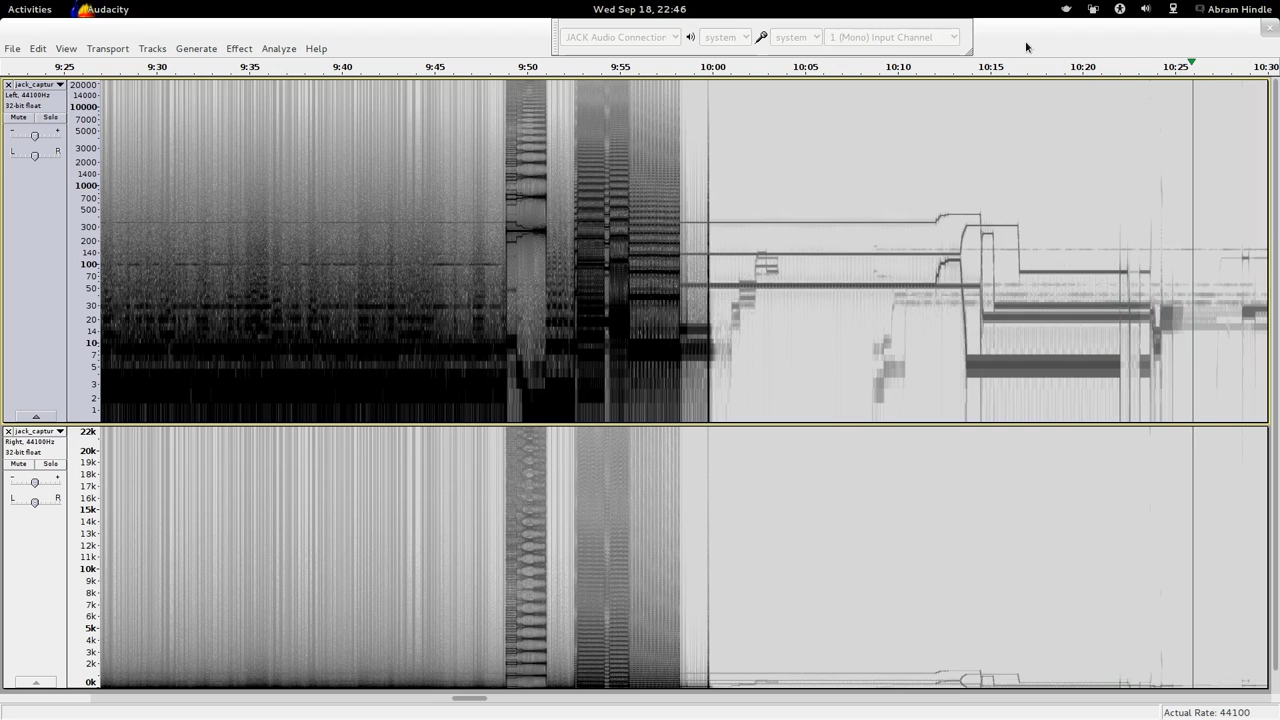 Activities Audacity Wed Sep 18, 22:46 Abram Hindle
JACK Audio Connection system system 1 (Mono) Input Channel
File Edit View Transport Tracks Generate Effect Analyze Help
9:25 9:30 9:35 9:40 9:45 9:50 9:55 10:00 10:05 10:10 10:15 10:20 10:25 10:30
jack_captur
Left, 44100Hz
32-bit float
Mute Solo
- +
L R
20000
14000
10000
7000
5000
3000
2000
1400
1000
700
500
300
200
140
100
70
50
30
20
14
10
7
5
3
2
1
jack_captur
Right, 44100Hz
32-bit float
Mute Solo
- +
L R
22k
20k
19k
18k
17k
16k
15k
14k
13k
12k
11k
10k
9k
8k
7k
6k
5k
4k
3k
2k
0k
Actual Rate: 44100